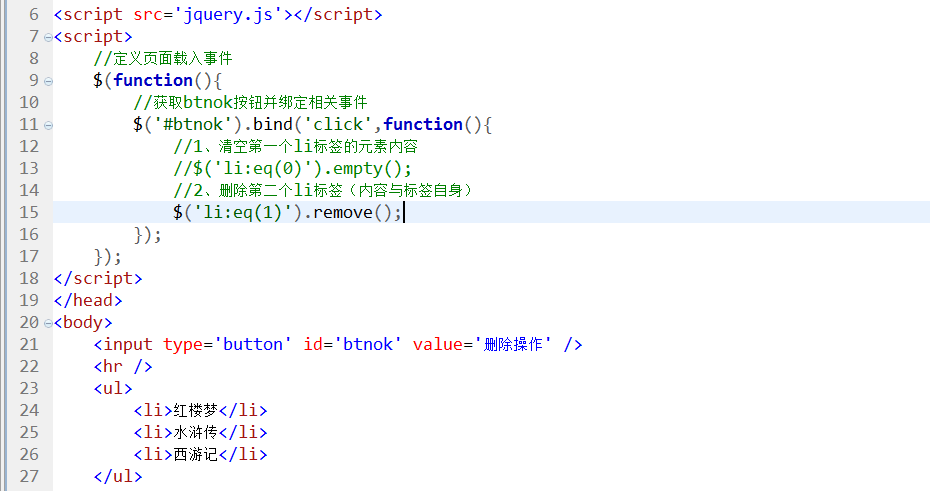 6 <script src='jquery.js'></script>
7 <script>
8     //定义页面载入事件
9     $(function(){
10         //获取btnok按钮并绑定相关事件
11         $('#btnok').bind('click',function(){
12             //1、清空第一个li标签的元素内容
13             //$('li:eq(0)').empty();
14             //2、删除第二个li标签（内容与标签自身）
15             $('li:eq(1)').remove();
16         });
17     });
18 </script>
19 </head>
20 <body>
21     <input type='button' id='btnok' value='删除操作' />
22     <hr />
23     <ul>
24         <li>红楼梦</li>
25         <li>水浒传</li>
26         <li>西游记</li>
27     </ul>